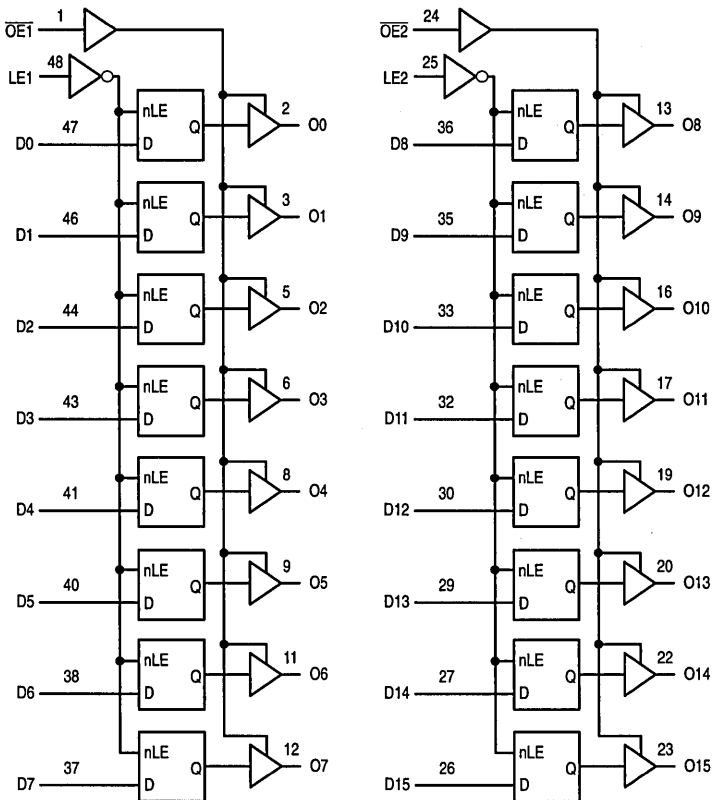 OE1 1
LE1 48
nLE
D0 47 D Q 2 O0
nLE
D1 46 D Q 3 O1
nLE
D2 44 D Q 5 O2
nLE
D3 43 D Q 6 O3
nLE
D4 41 D Q 8 O4
nLE
D5 40 D Q 9 O5
nLE
D6 38 D Q 11 O6
nLE
D7 37 D Q 12 O7
OE2 24
LE2 25
nLE
D8 36 D Q 13 O8
nLE
D9 35 D Q 14 O9
nLE
D10 33 D Q 16 O10
nLE
D11 32 D Q 17 O11
nLE
D12 30 D Q 19 O12
nLE
D13 29 D Q 20 O13
nLE
D14 27 D Q 22 O14
nLE
D15 26 D Q 23 O15